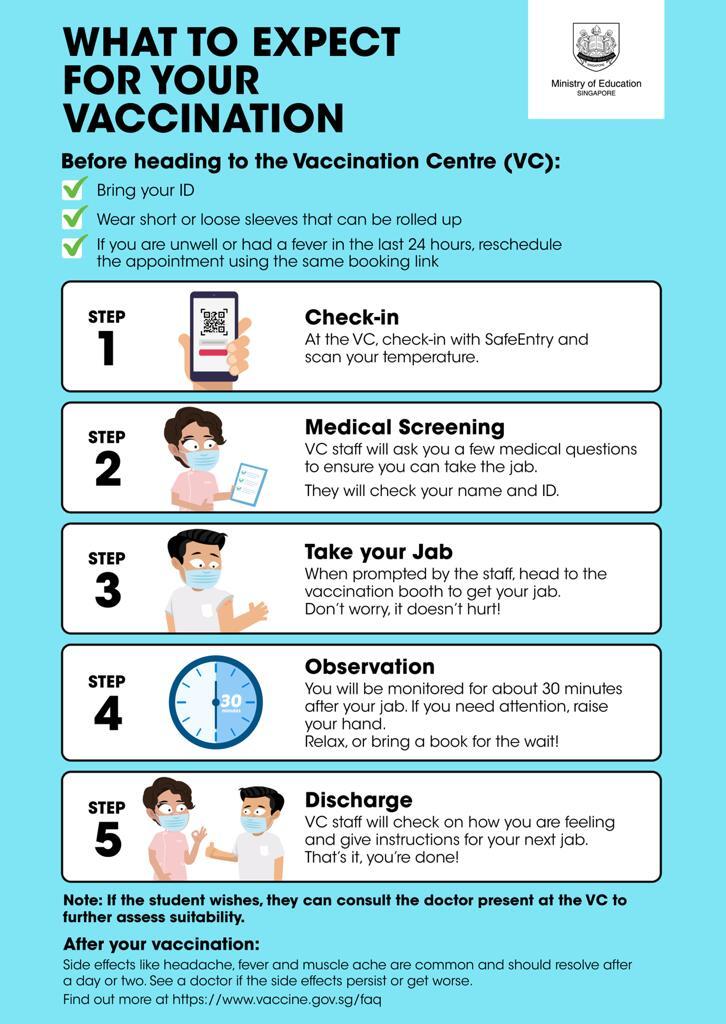 WHAT TO EXPECT
FOR YOUR
VACCINATION
Ministry of Education
SINGAPORE
Before heading to the Vaccination Centre (VC):
Bring your ID
Wear short or loose sleeves that can be rolled up
If you are unwell or had a fever in the last 24 hours, reschedule
the appointment using the same booking link
STEP
1
Check-in
At the VC, check-in with SafeEntry and
scan your temperature.
STEP
2
Medical Screening
VC staff will ask you a few medical questions
to ensure you can take the jab.
They will check your name and ID.
STEP
3
Take your Jab
When prompted by the staff, head to the
vaccination booth to get your jab.
Don't worry, it doesn't hurt!
STEP
4
30
MINUTES
Observation
You will be monitored for about 30 minutes
after your jab. If you need attention, raise
your hand.
Relax, or bring a book for the wait!
STEP
5
Discharge
VC staff will check on how you are feeling
and give instructions for your next jab.
That's it, you're done!
Note: If the student wishes, they can consult the doctor present at the VC to
further assess suitability.
After your vaccination:
Side effects like headache, fever and muscle ache are common and should resolve after
a day or two. See a doctor if the side effects persist or get worse.
Find out more at https://www.vaccine.gov.sg/faq